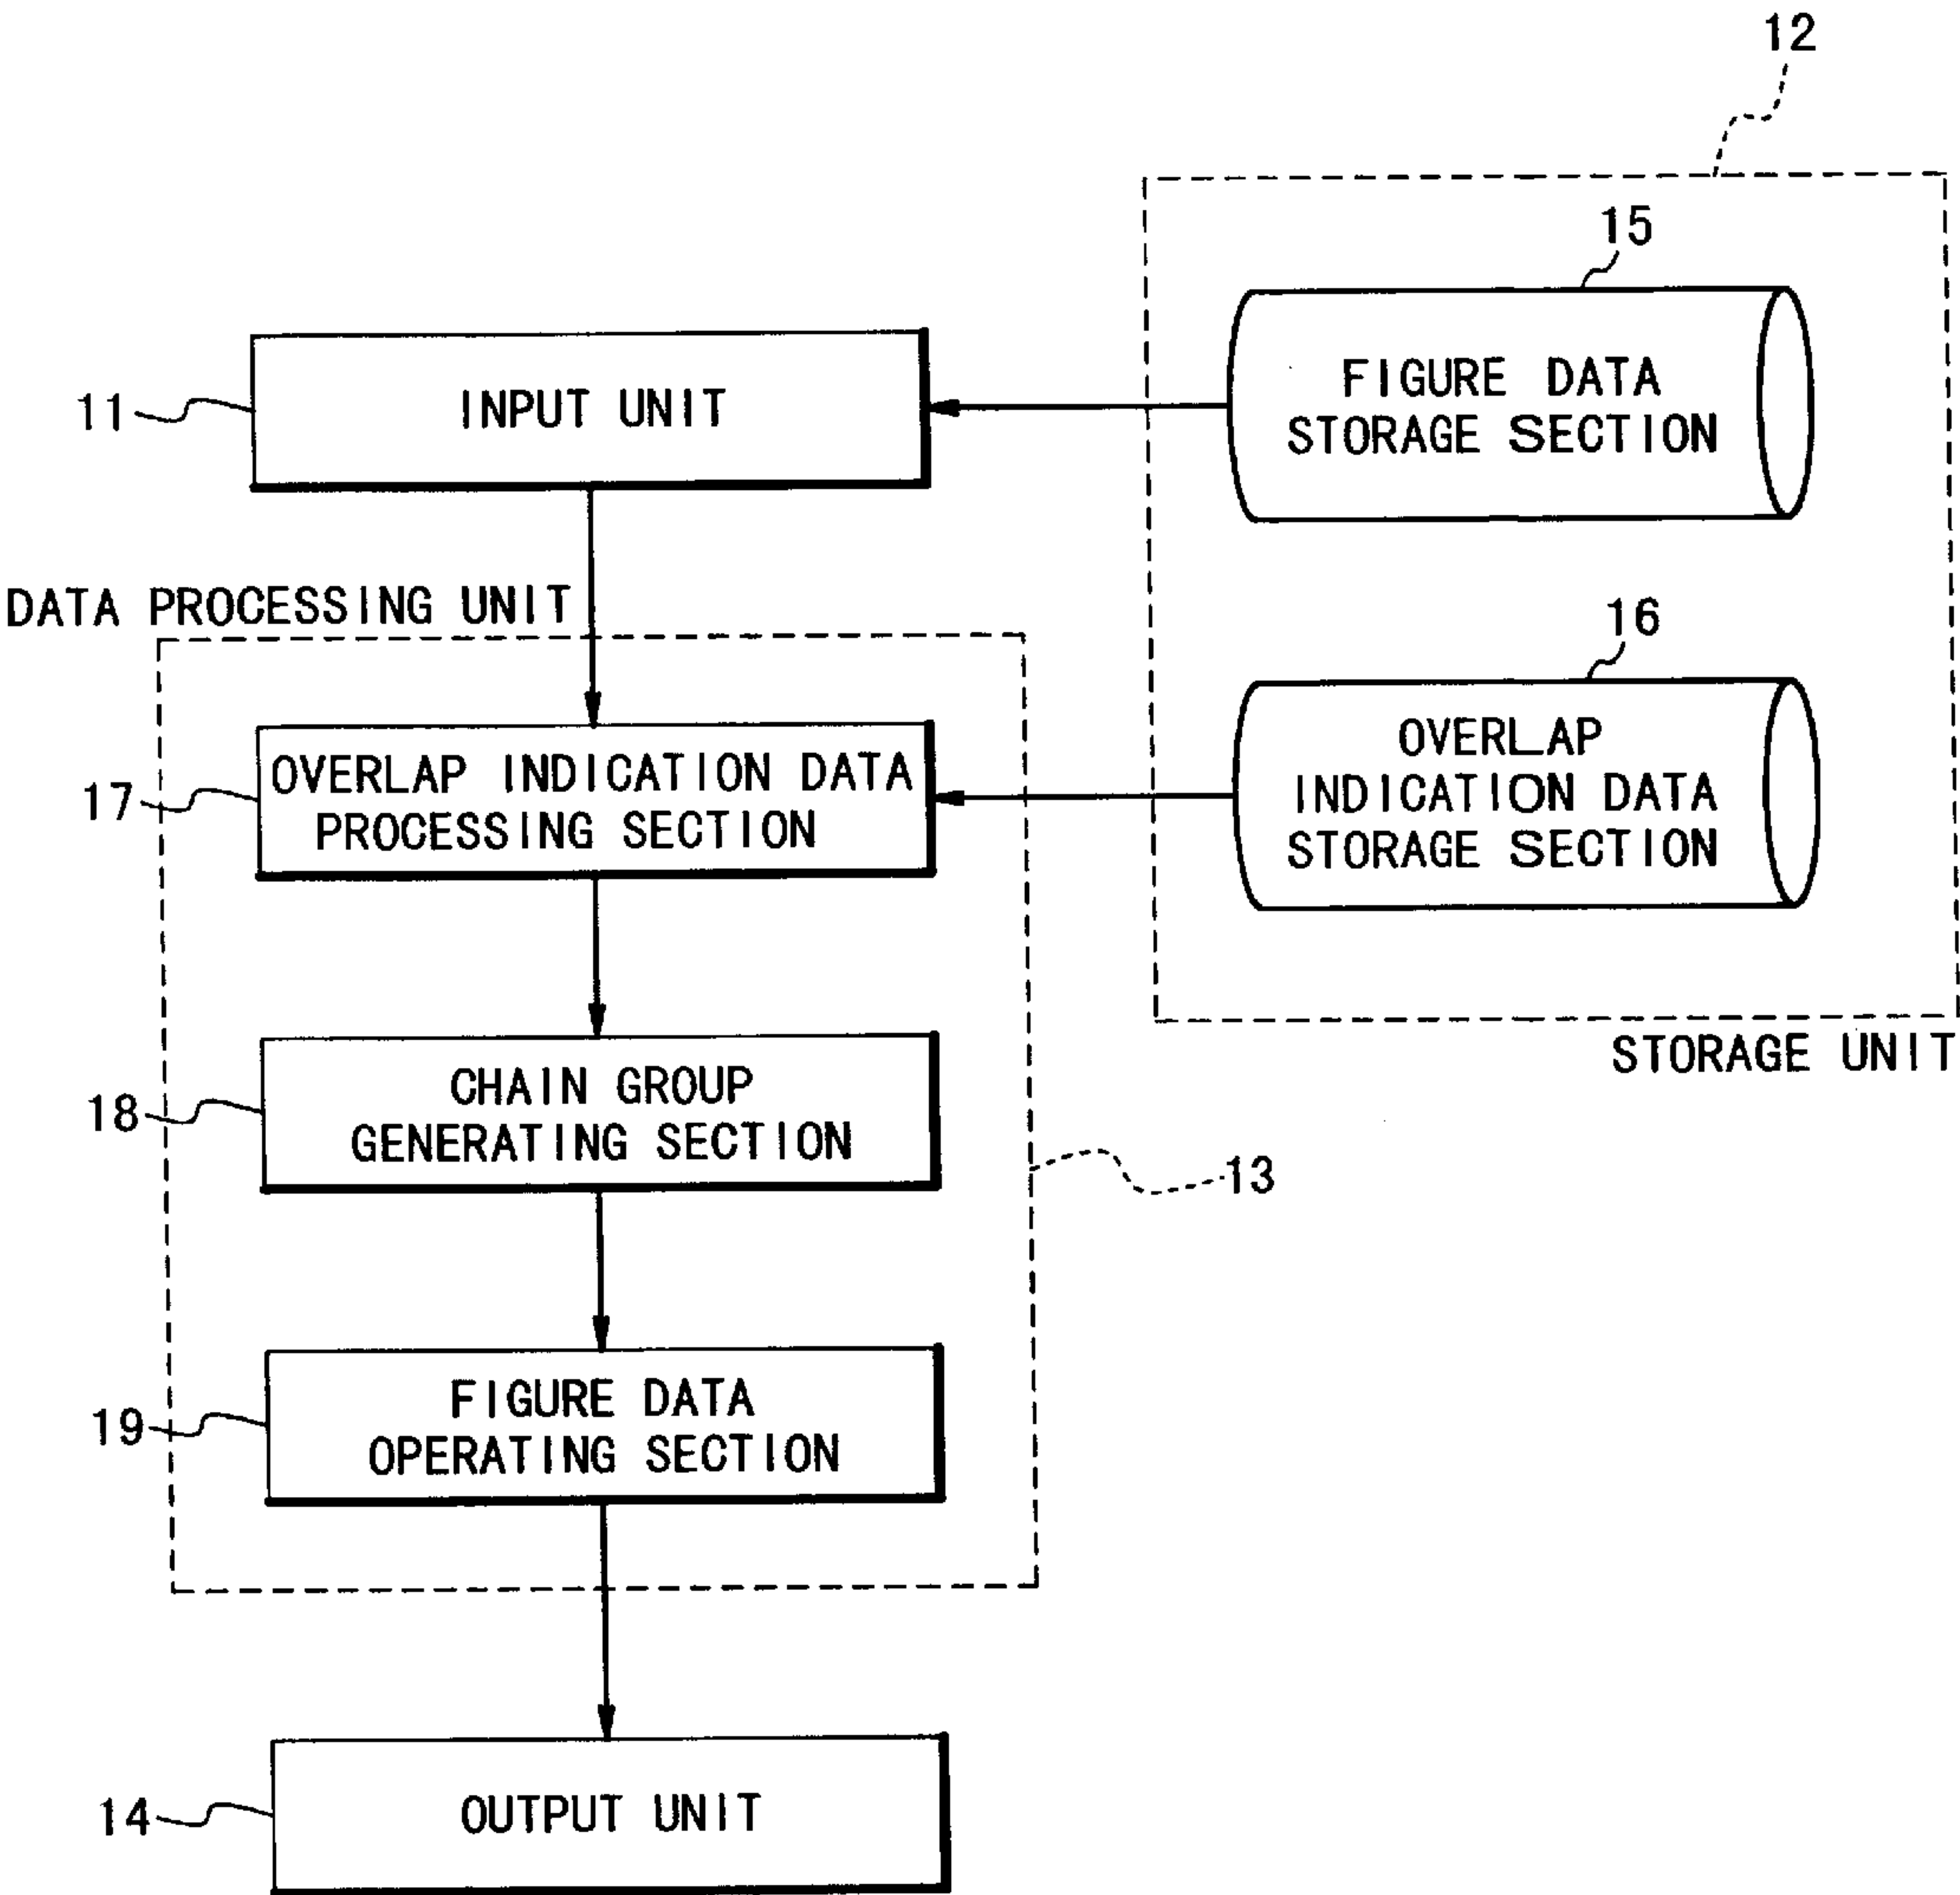 12
15
FIGURE DATA
STORAGE SECTION
11
INPUT UNIT
DATA PROCESSING UNIT
16
OVERLAP
INDICATION DATA
STORAGE SECTION
17
OVERLAP INDICATION DATA
PROCESSING SECTION
STORAGE UNIT
18
CHAIN GROUP
GENERATING SECTION
13
19
FIGURE DATA
OPERATING SECTION
14
OUTPUT UNIT